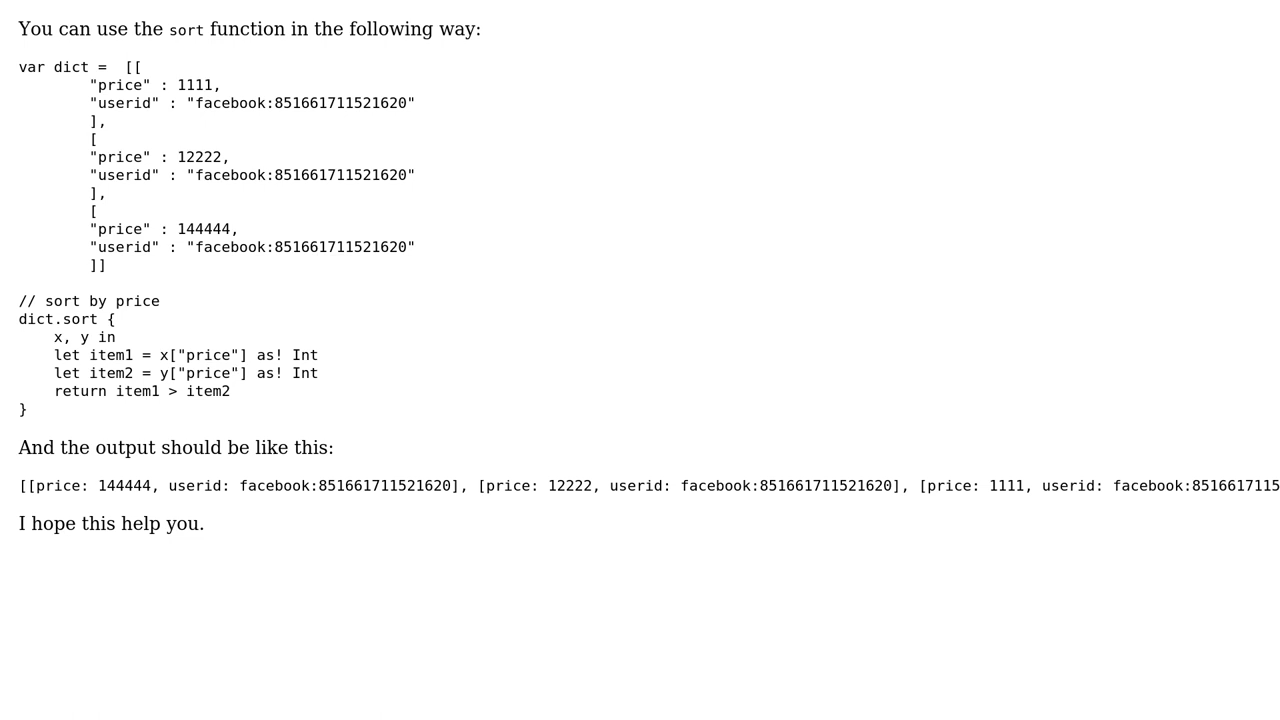 You can use the sort function in the following way:
var dict =  [[
        "price" : 1111,
        "userid" : "facebook:851661711521620"
        ],
        [
        "price" : 12222,
        "userid" : "facebook:851661711521620"
        ],
        [
        "price" : 144444,
        "userid" : "facebook:851661711521620"
        ]]
// sort by price
dict.sort {
    x, y in
    let item1 = x["price"] as! Int
    let item2 = y["price"] as! Int
    return item1 > item2
}
And the output should be like this:
[[price: 144444, userid: facebook:851661711521620], [price: 12222, userid: facebook:851661711521620], [price: 1111, userid: facebook:8516617115
I hope this help you.